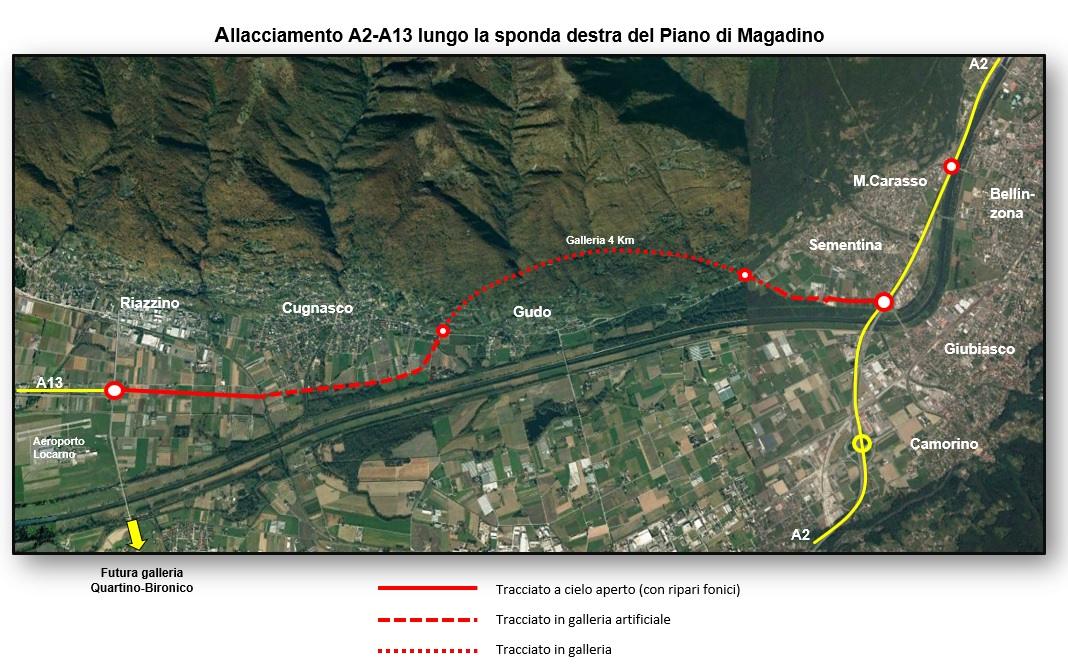 Allacciamento A2-A13 lungo la sponda destra del Piano di Magadino
A2
M.Carasso
Bellin-
zona
Galleria 4 Km
Sementina
Riazzino
Cugnasco
Gudo
Giubiasco
A13
Aeroporto
Locarno
Camorino
A2
Futura galleria
Quartino-Bironico
Tracciato a cielo aperto (con ripari fonici)
Tracciato in galleria artificiale
Tracciato in galleria